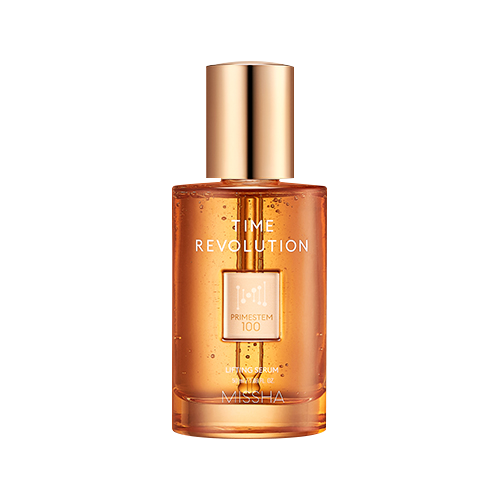 TIME
REVOLUTION
PRIMESTEM
100
LIFTING SERUM
MISSHA